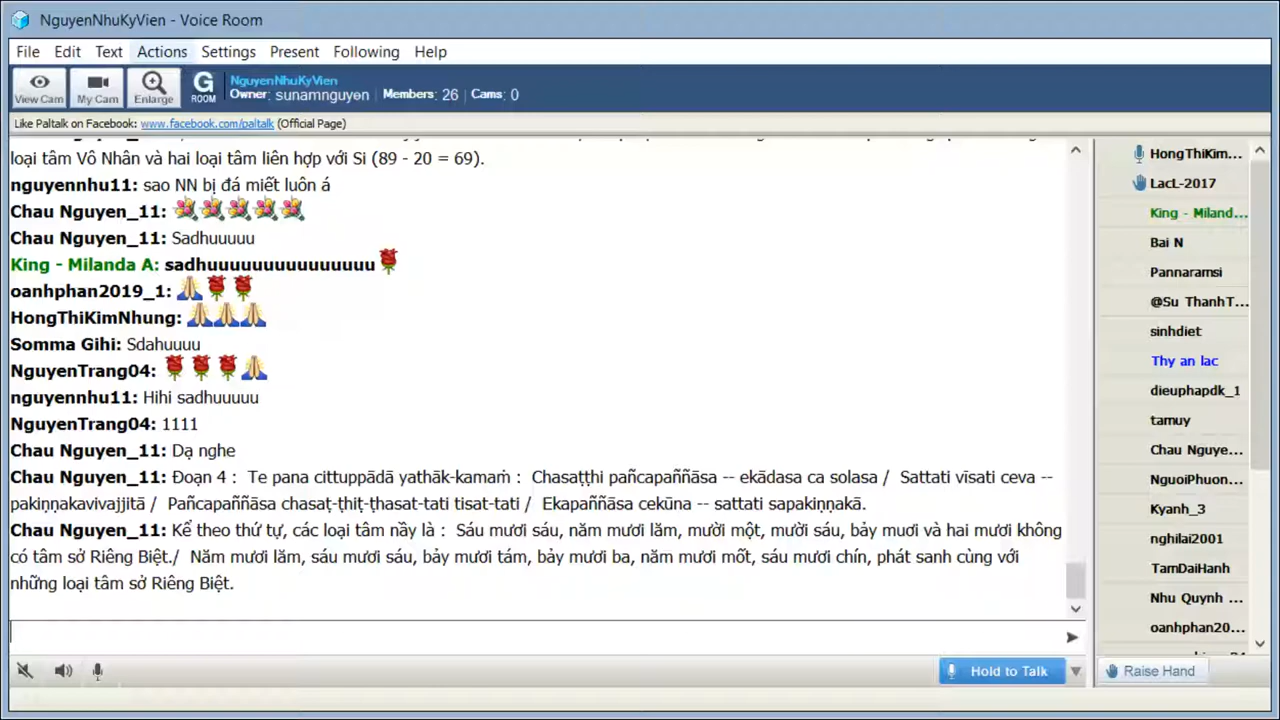 NguyenNhuKyVien - Voice Room
File Edit Text Actions Settings Present Following Help
View Cam My Cam Enlarge G ROOM NguyenNhuKyVien
Owner: sunamnguyen Members: 26 Cams: 0
Like Paltalk on Facebook: www.facebook.com/paltalk (Official Page)
loại tâm Vô Nhân và hai loại tâm liên hợp với Si (89 - 20 = 69).
nguyennhu11: sao NN bị đá miết luôn á
Chau Nguyen_11:
Chau Nguyen_11: Sadhuuuuu
King - Milanda A: sadhuuuuuuuuuuuuuuu
oanhphan2019_1:
HongThiKimNhung:
Somma Gihi: Sdahuuuu
NguyenTrang04:
nguyennhu11: Hihi sadhuuuuu
NguyenTrang04: 1111
Chau Nguyen_11: Dạ nghe
Chau Nguyen_11: Đoạn 4 : Te pana cittuppādā yathāk-kamaṁ : Chasaṭṭhi pañcapaññāsa -- ekādasa ca solasa / Sattati vīsati ceva --
pakiṇṇakavivajjitā / Pañcapaññāsa chasaṭ-ṭhiṭ-ṭhasat-tati tisat-tati / Ekapaññāsa cekūna -- sattati sapakiṇṇakā.
Chau Nguyen_11: Kể theo thứ tự, các loại tâm nầy là : Sáu mươi sáu, năm mươi lăm, mười một, mười sáu, bảy muơi và hai mươi không
có tâm sở Riêng Biệt./ Năm mươi lăm, sáu mươi sáu, bảy mươi tám, bảy mươi ba, năm mươi mốt, sáu mươi chín, phát sanh cùng với
những loại tâm sở Riêng Biệt.
Hold to Talk
HongThiKim...
LacL-2017
King - Miland...
Bai N
Pannaramsi
@Su ThanhT...
sinhdiet
Thy an lac
dieuphapdk_1
tamuy
Chau Nguye...
NguoiPhuon...
Kyanh_3
nghilai2001
TamDaiHanh
Nhu Quynh ...
oanhphan20...
Raise Hand